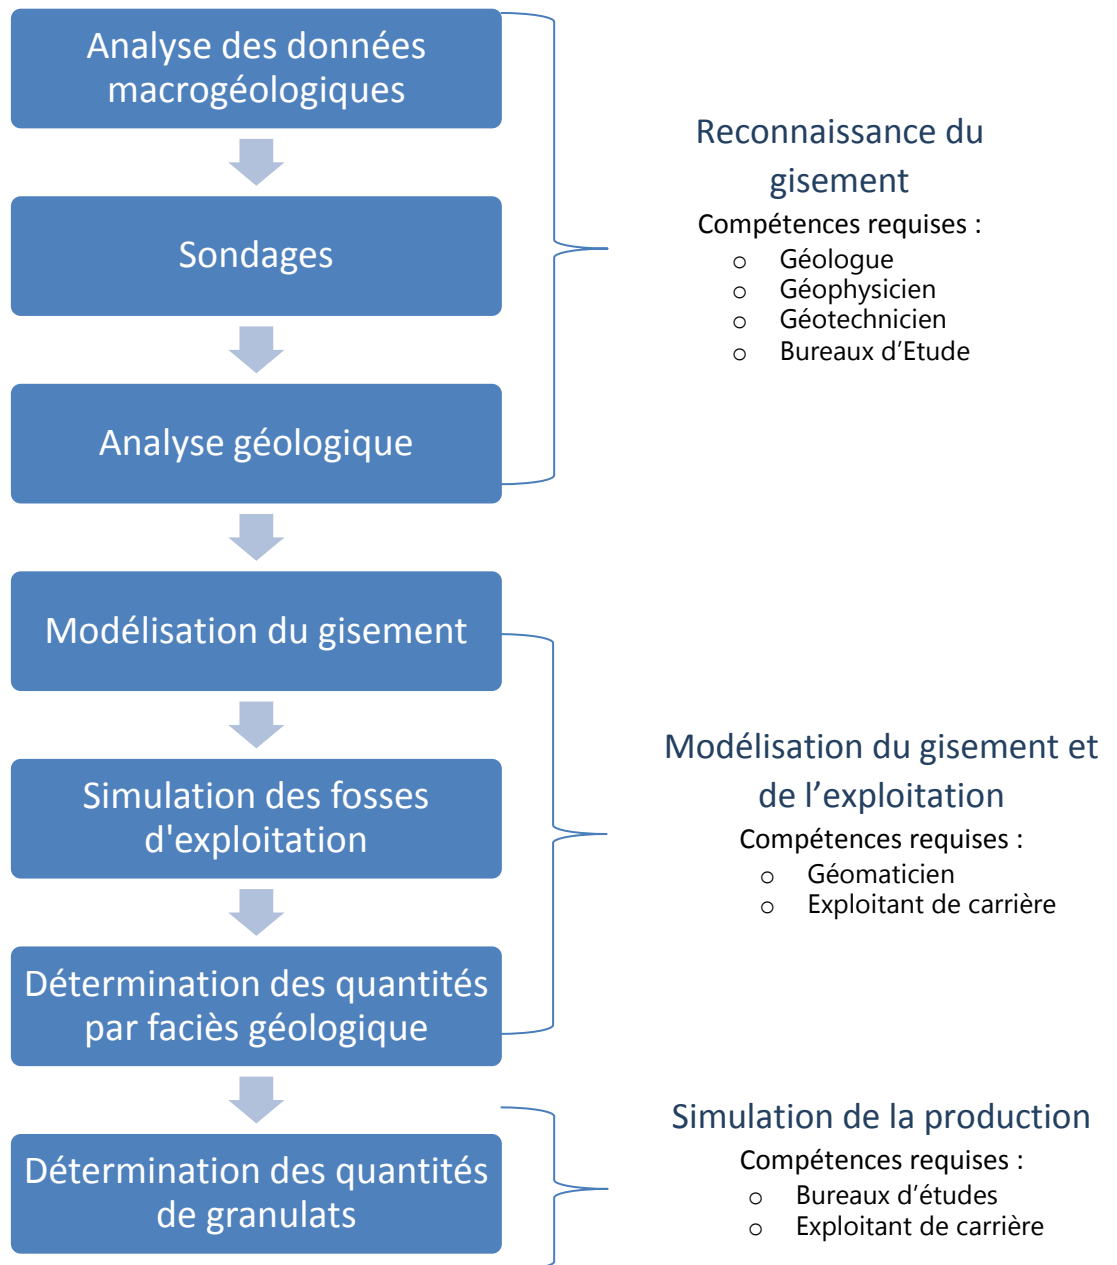 Analyse des données
macrogéologiques
Sondages
Analyse géologique
Reconnaissance du
gisement
Compétences requises :
o Géologue
o Géophysicien
o Géotechnicien
o Bureaux d’Etude
Modélisation du gisement
Simulation des fosses
d'exploitation
Détermination des quantités
par faciès géologique
Modélisation du gisement et
de l’exploitation
Compétences requises :
o Géomaticien
o Exploitant de carrière
Détermination des quantités
de granulats
Simulation de la production
Compétences requises :
o Bureaux d’études
o Exploitant de carrière